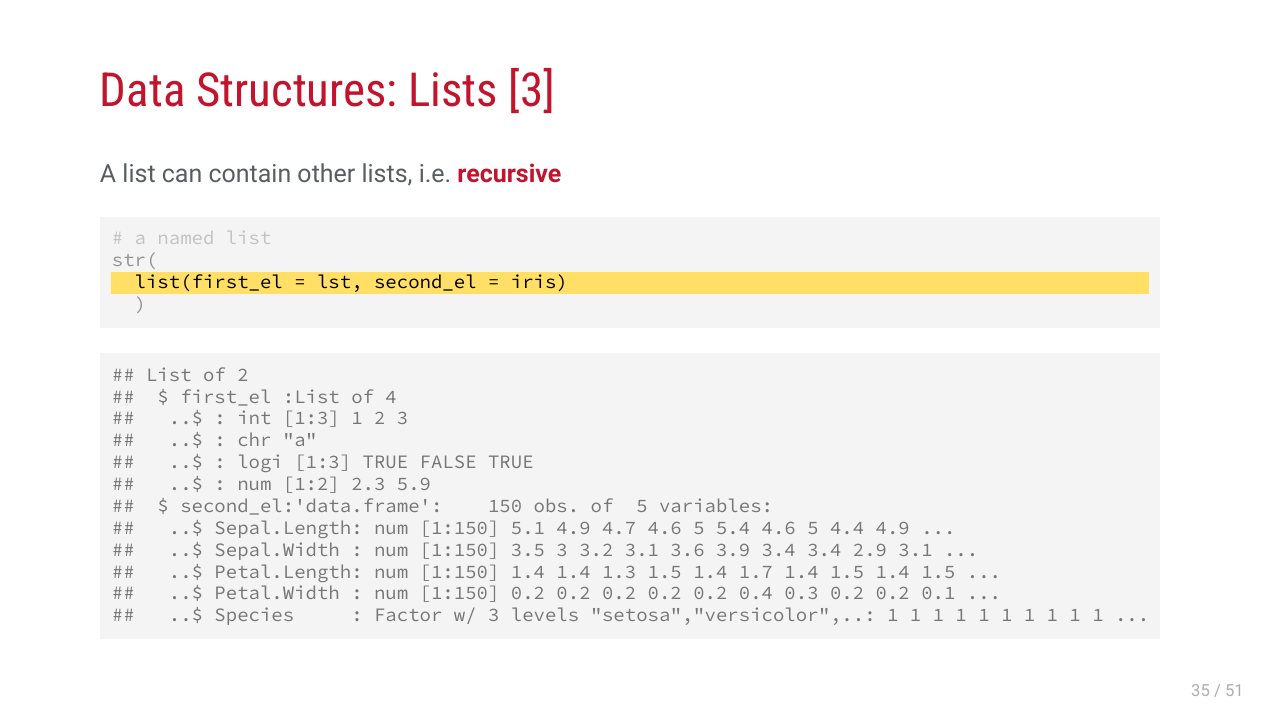 Data Structures: Lists [3]
A list can contain other lists, i.e. recursive
# a named list
str(
  list(first_el = lst, second_el = iris)
  )
## List of 2
##  $ first_el :List of 4
##   ..$ : int [1:3] 1 2 3
##   ..$ : chr "a"
##   ..$ : logi [1:3] TRUE FALSE TRUE
##   ..$ : num [1:2] 2.3 5.9
##  $ second_el:'data.frame':    150 obs. of  5 variables:
##   ..$ Sepal.Length: num [1:150] 5.1 4.9 4.7 4.6 5 5.4 4.6 5 4.4 4.9 ...
##   ..$ Sepal.Width : num [1:150] 3.5 3 3.2 3.1 3.6 3.9 3.4 3.4 2.9 3.1 ...
##   ..$ Petal.Length: num [1:150] 1.4 1.4 1.3 1.5 1.4 1.7 1.4 1.5 1.4 1.5 ...
##   ..$ Petal.Width : num [1:150] 0.2 0.2 0.2 0.2 0.2 0.4 0.3 0.2 0.2 0.1 ...
##   ..$ Species     : Factor w/ 3 levels "setosa","versicolor",..: 1 1 1 1 1 1 1 1 1 1 ...
35 / 51